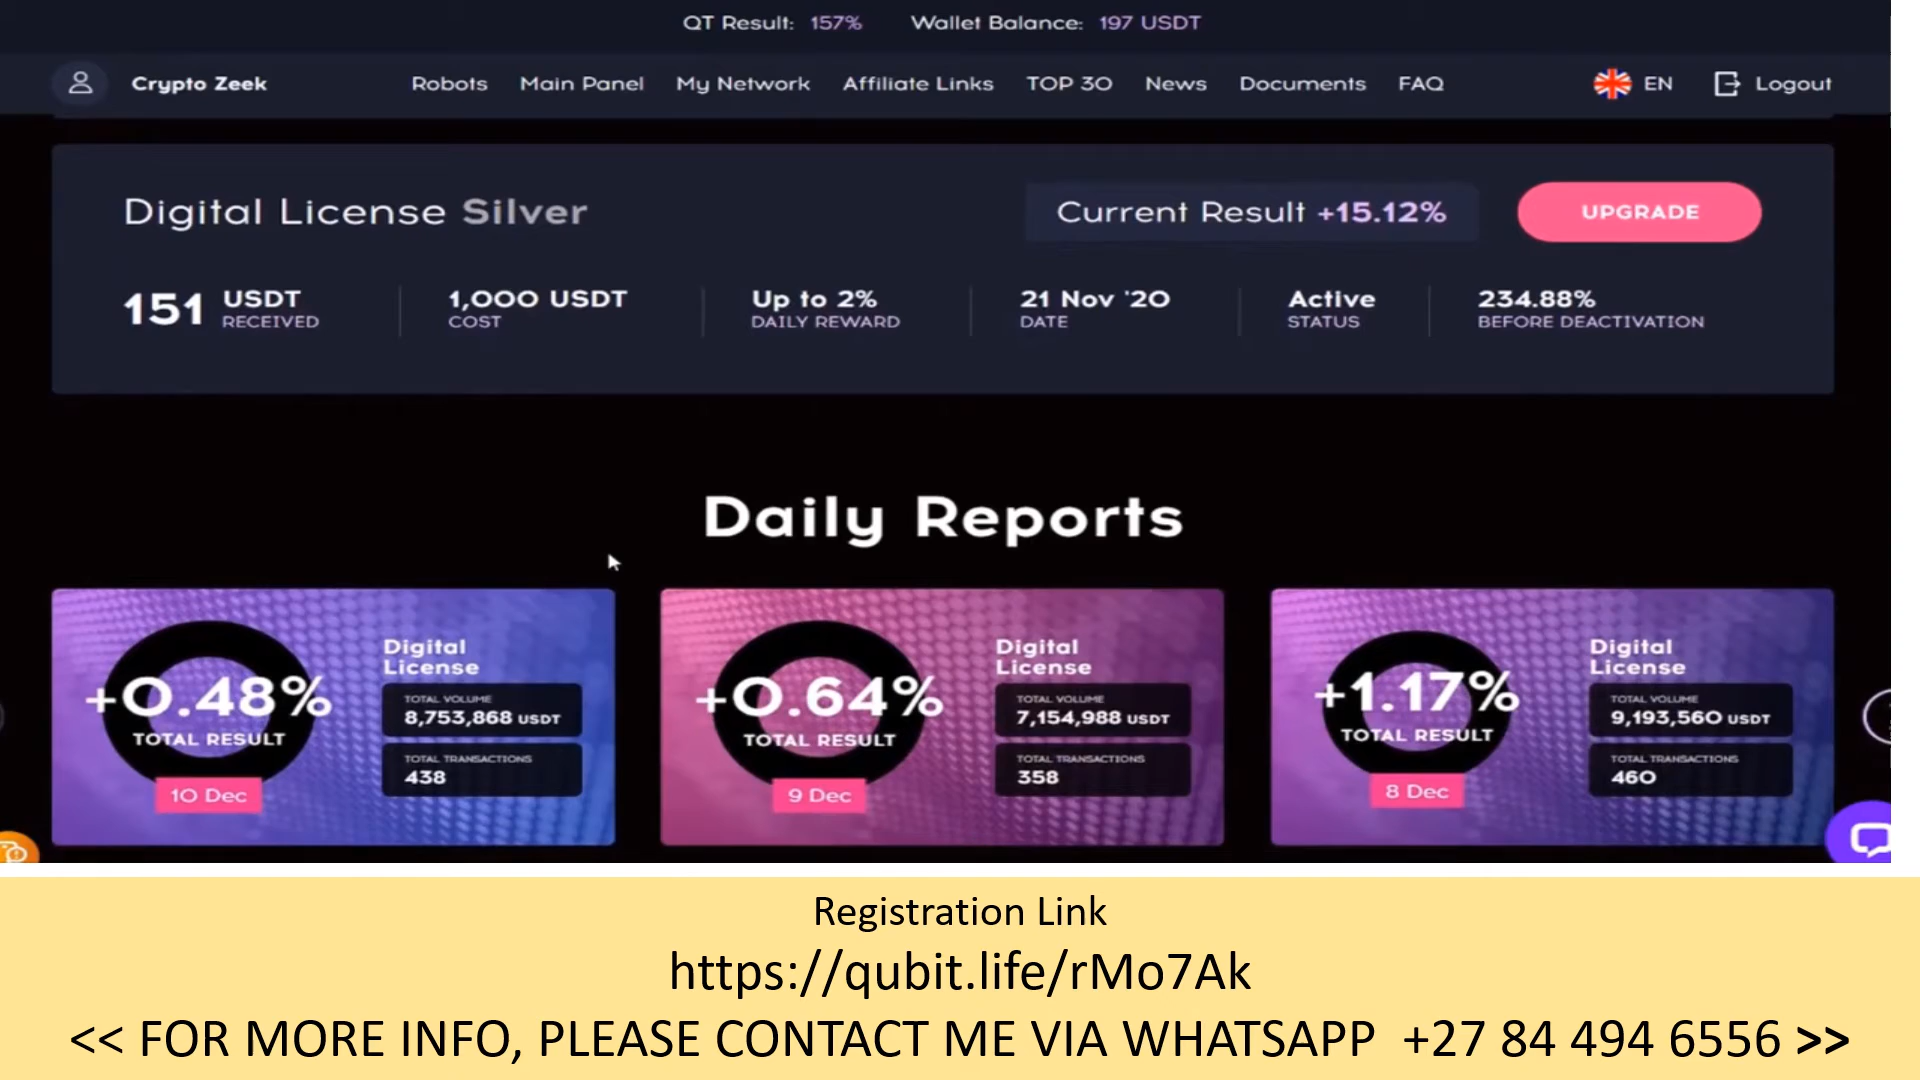 QT Result: 157% Wallet Balance: 197 USDT
Crypto Zeek Robots Main Panel My Network Affiliate Links TOP 30 News Documents FAQ EN Logout
Digital License Silver Current Result +15.12% UPGRADE
151 USDT RECEIVED 1,000 USDT COST Up to 2% DAILY REWARD 21 Nov '20 DATE Active STATUS 234.88% BEFORE DEACTIVATION
Daily Reports
+0.48%
TOTAL RESULT
10 Dec
Digital
License
TOTAL VOLUME
8,753,868 USDT
TOTAL TRANSACTIONS
438
+0.64%
TOTAL RESULT
9 Dec
Digital
License
TOTAL VOLUME
7,154,988 USDT
TOTAL TRANSACTIONS
358
+1.17%
TOTAL RESULT
8 Dec
Digital
License
TOTAL VOLUME
9,193,560 USDT
TOTAL TRANSACTIONS
460
Registration Link
https://qubit.life/rMo7Ak
<< FOR MORE INFO, PLEASE CONTACT ME VIA WHATSAPP +27 84 494 6556 >>